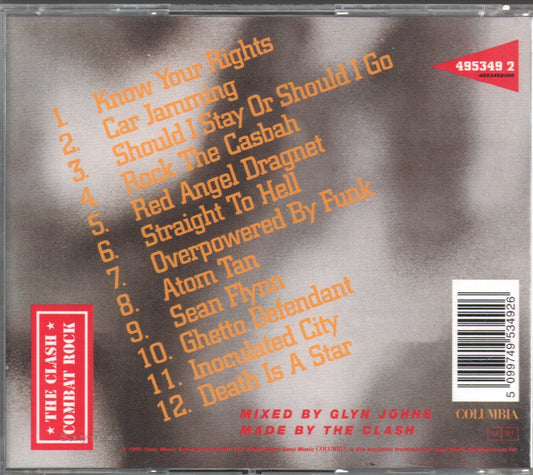 495349 2
4953492000
1. Know Your Rights
2. Car Jamming
3. Should I Stay Or Should I Go
4. Rock The Casbah
5. Red Angel Dragnet
6. Straight To Hell
7. Overpowered By Funk
8. Atom Tan
9. Sean Flynn
10. Ghetto Defendant
11. Inoculated City
12. Death Is A Star
★ THE CLASH ★
COMBAT ROCK
MIXED BY GLYN JOHNS
MADE BY THE CLASH
COLUMBIA
5 099749 534926